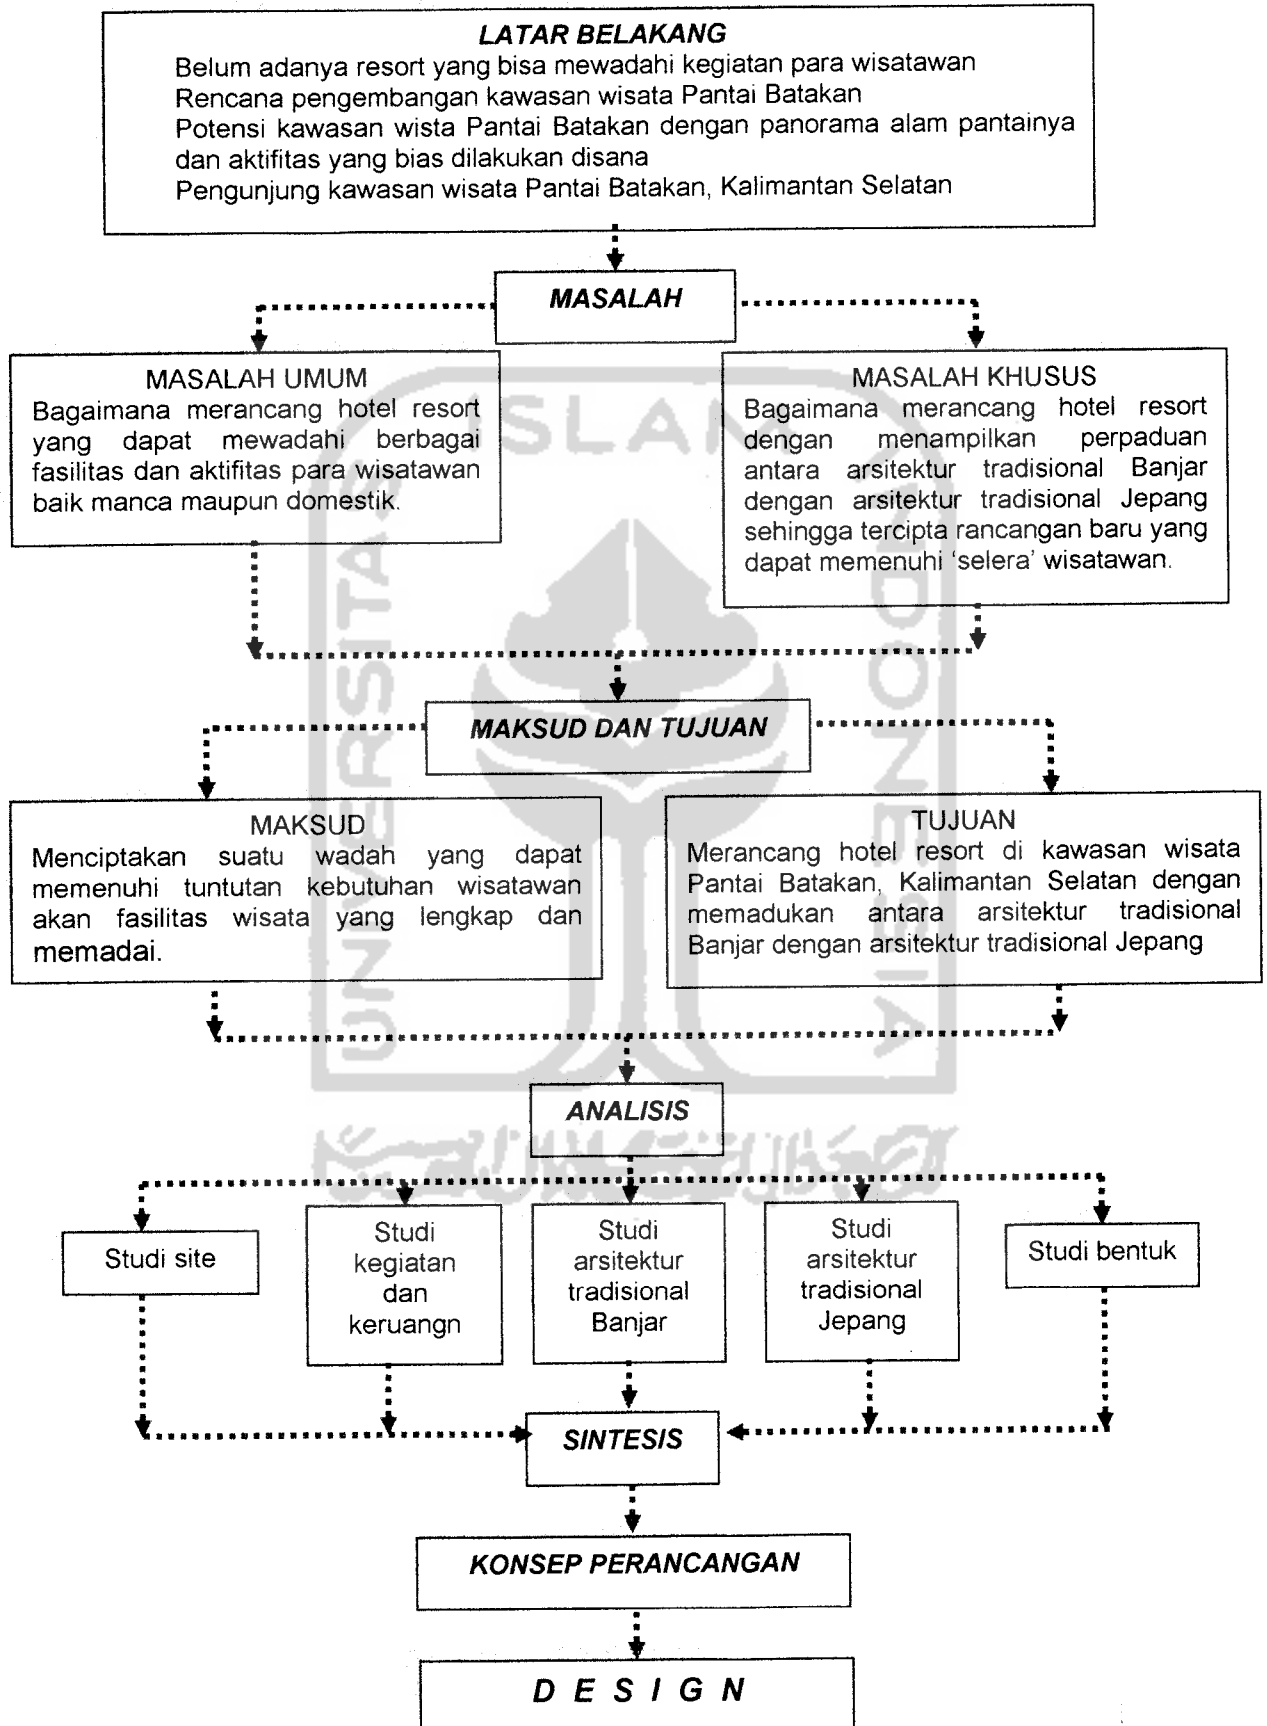 LATAR BELAKANG
Belum adanya resort yang bisa mewadahi kegiatan para wisatawan
Rencana pengembangan kawasan wisata Pantai Batakan
Potensi kawasan wista Pantai Batakan dengan panorama alam pantainya
dan aktifitas yang bias dilakukan disana
Pengunjung kawasan wisata Pantai Batakan, Kalimantan Selatan
MASALAH
MASALAH UMUM
Bagaimana merancang hotel resort
yang dapat mewadahi berbagai
fasilitas dan aktifitas para wisatawan
baik manca maupun domestik.
MASALAH KHUSUS
Bagaimana merancang hotel resort
dengan menampilkan perpaduan
antara arsitektur tradisional Banjar
dengan arsitektur tradisional Jepang
sehingga tercipta rancangan baru yang
dapat memenuhi ‘selera’ wisatawan.
MAKSUD DAN TUJUAN
MAKSUD
Menciptakan suatu wadah yang dapat
memenuhi tuntutan kebutuhan wisatawan
akan fasilitas wisata yang lengkap dan
memadai.
TUJUAN
Merancang hotel resort di kawasan wisata
Pantai Batakan, Kalimantan Selatan dengan
memadukan antara arsitektur tradisional
Banjar dengan arsitektur tradisional Jepang
ANALISIS
Studi site
Studi
kegiatan
dan
keruangn
Studi
arsitektur
tradisional
Banjar
Studi
arsitektur
tradisional
Jepang
Studi bentuk
SINTESIS
KONSEP PERANCANGAN
D E S I G N
UNIVERSITAS
ISLAM
INDONESIA